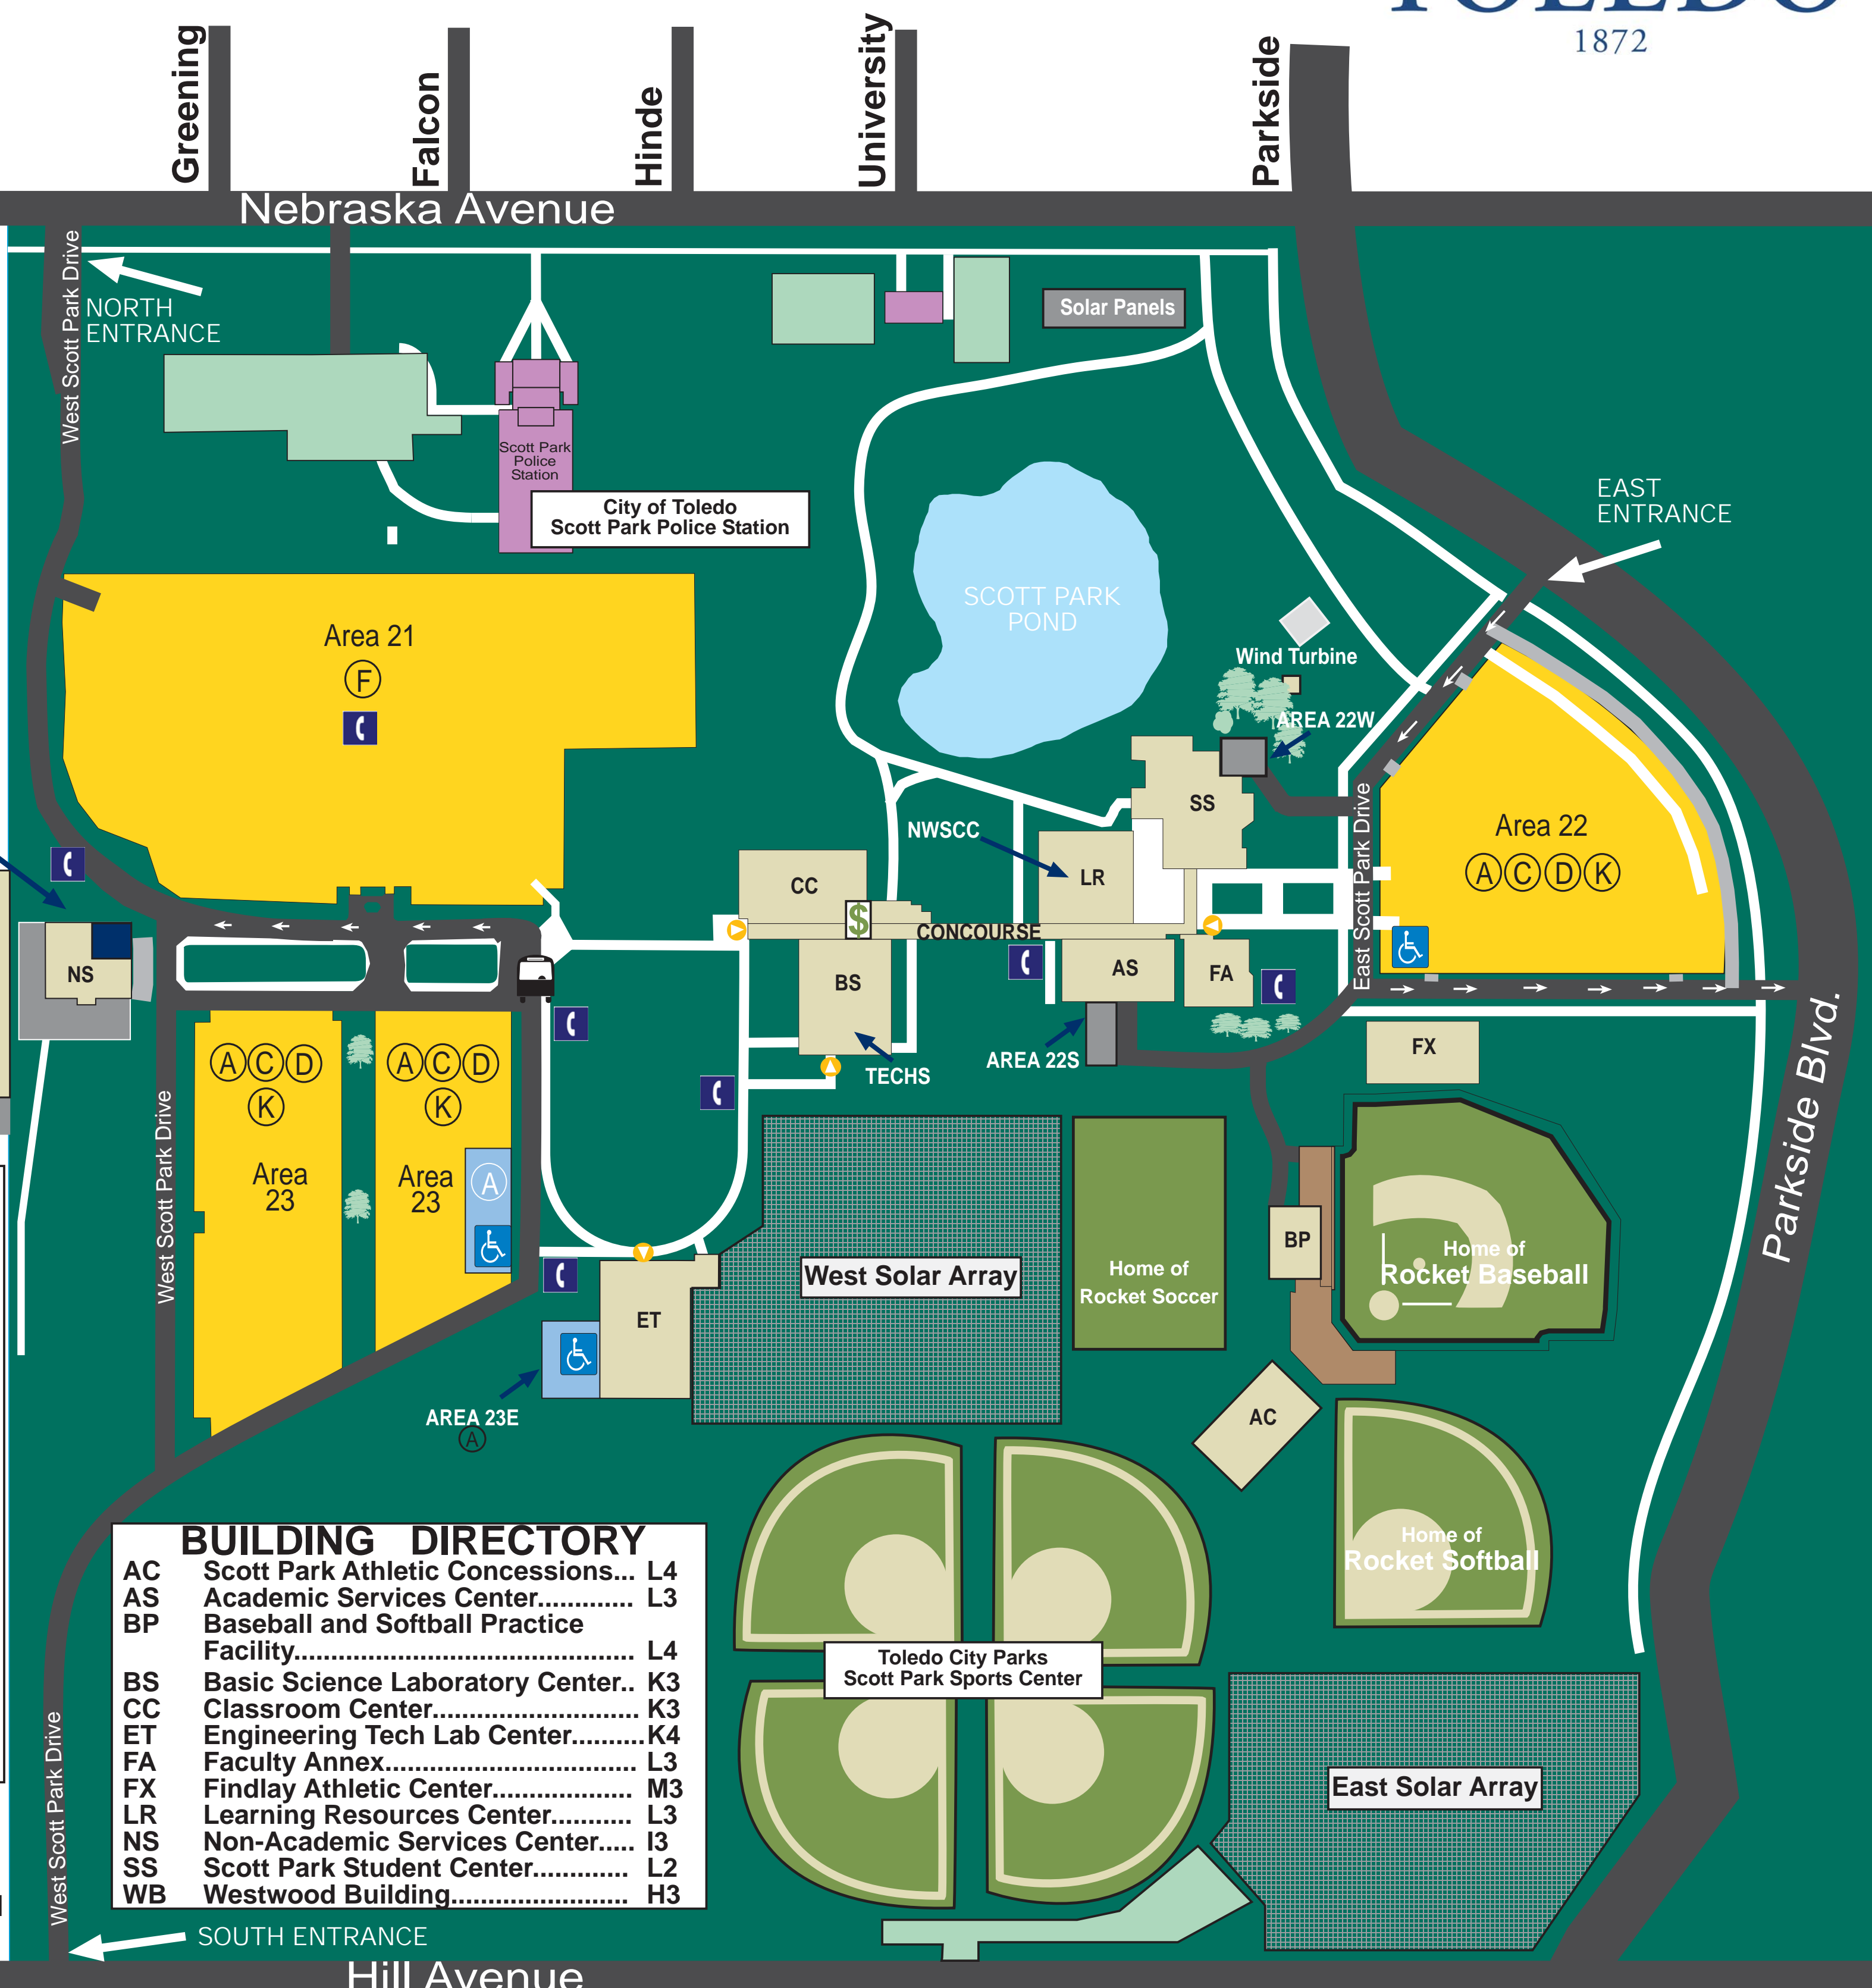 TOLEDO
1872
Greening
Falcon
Hinde
University
Parkside
Nebraska Avenue
West Scott Park Drive
NORTH
ENTRANCE
Solar Panels
Scott Park
Police
Station
City of Toledo
Scott Park Police Station
EAST
ENTRANCE
SCOTT PARK
POND
Area 21
F
Wind Turbine
AREA 22W
SS
NWSCC
LR
CC
$
CONCOURSE
East Scott Park Drive
Area 22
A C D K
NS
BS
AS
FA
AREA 22S
TECHS
FX
Parkside Blvd.
A C D
K
Area
23
A C D
K
Area
23
A
West Scott Park Drive
West Solar Array
Home of
Rocket Soccer
BP
Home of
Rocket Baseball
ET
AREA 23E
A
AC
Home of
Rocket Softball
BUILDING DIRECTORY
AC Scott Park Athletic Concessions... L4
AS Academic Services Center............. L3
BP Baseball and Softball Practice
Facility.............................................. L4
BS Basic Science Laboratory Center.. K3
CC Classroom Center............................ K3
ET Engineering Tech Lab Center..........K4
FA Faculty Annex.................................. L3
FX Findlay Athletic Center................... M3
LR Learning Resources Center........... L3
NS Non-Academic Services Center..... I3
SS Scott Park Student Center............. L2
WB Westwood Building........................ H3
Toledo City Parks
Scott Park Sports Center
East Solar Array
West Scott Park Drive
SOUTH ENTRANCE
Hill Avenue